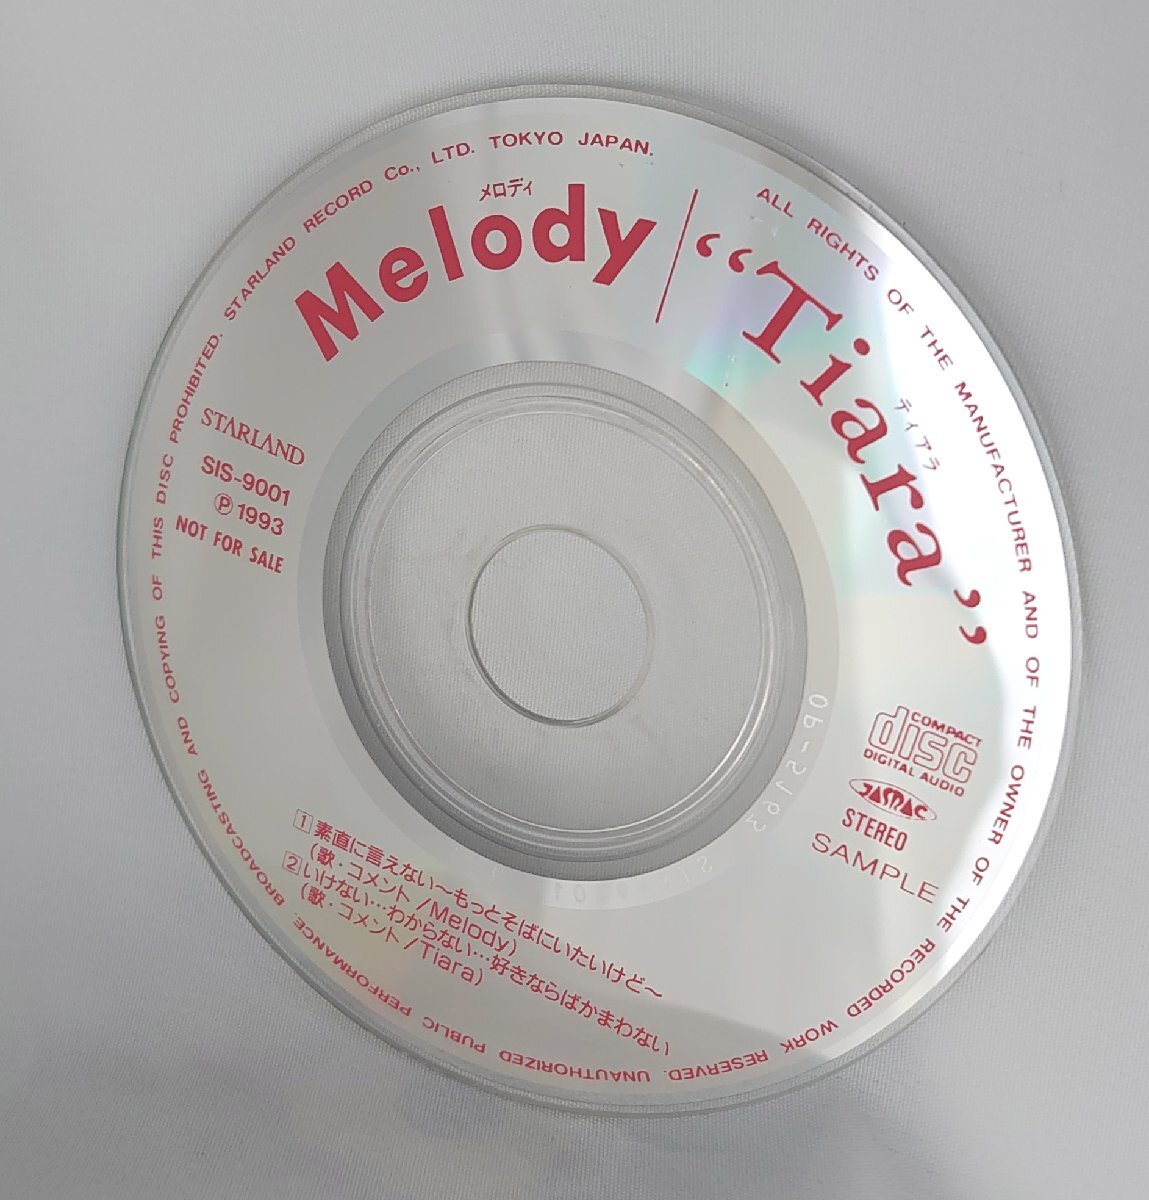 メロディ
Melody
“Tiara”
ティアラ
STARLAND
SIS-9001
Ⓟ1993
NOT FOR SALE
COMPACT
disc
DIGITAL AUDIO
JASRAC
STEREO
SAMPLE
1 素直に言えない〜もっとそばにいたいけど〜
(歌・コメント/Melody)
2 いけない…わからない…好きならばかまわない
(歌・コメント/Tiara)
ALL RIGHTS OF THE MANUFACTURER AND OF THE OWNER OF THE RECORDED WORK RESERVED. UNAUTHORIZED PUBLIC PERFORMANCE. BROADCASTING AND COPYING OF THIS DISC PROHIBITED. STARLAND RECORD Co., LTD. TOKYO JAPAN.